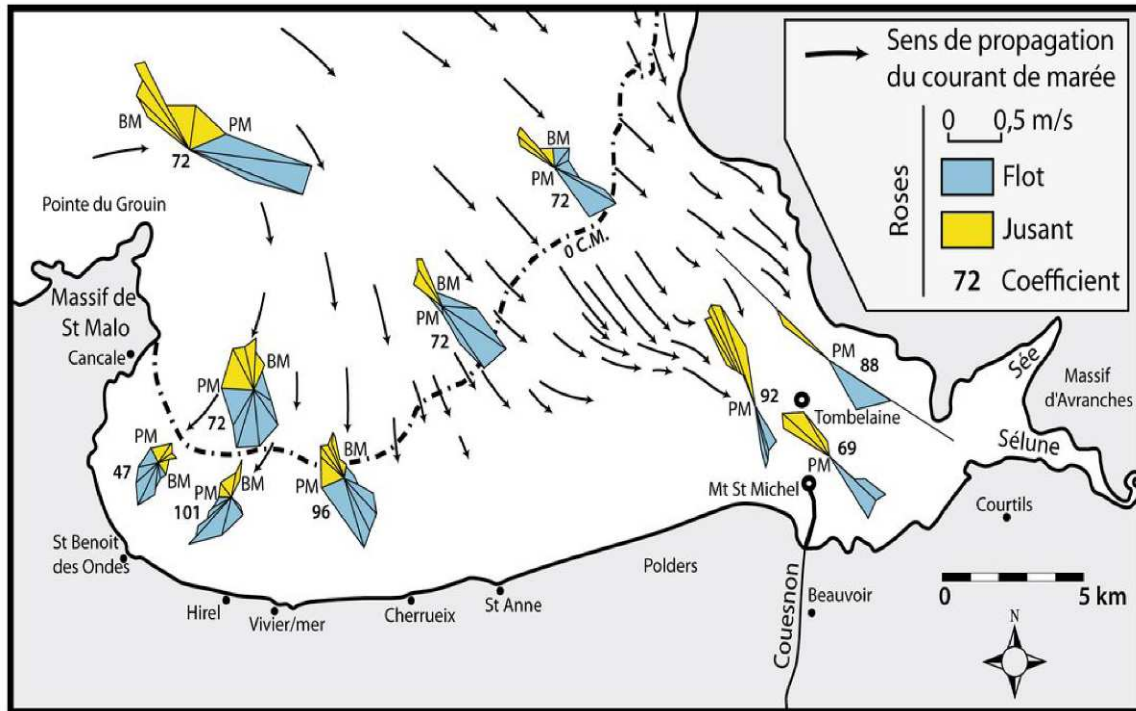 Sens de propagation
du courant de marée
0 0,5 m/s
Roses
Flot
Jusant
72 Coefficient
BM
PM
72
Pointe du Grouin
BM
PM
72
0 C.M.
Massif de
St Malo
Cancale
BM
PM
72
BM
PM
72
PM
47
BM
PM
BM
101
BM
PM
96
PM
88
92
PM
Tombelaine
69
PM
Mt St Michel
Sée
Massif
d'Avranches
Sélune
Courtils
St Benoit
des Ondes
Hirel
Vivier/mer
Cherrueix
St Anne
Polders
Beauvoir
Couesnon
0 5 km
N